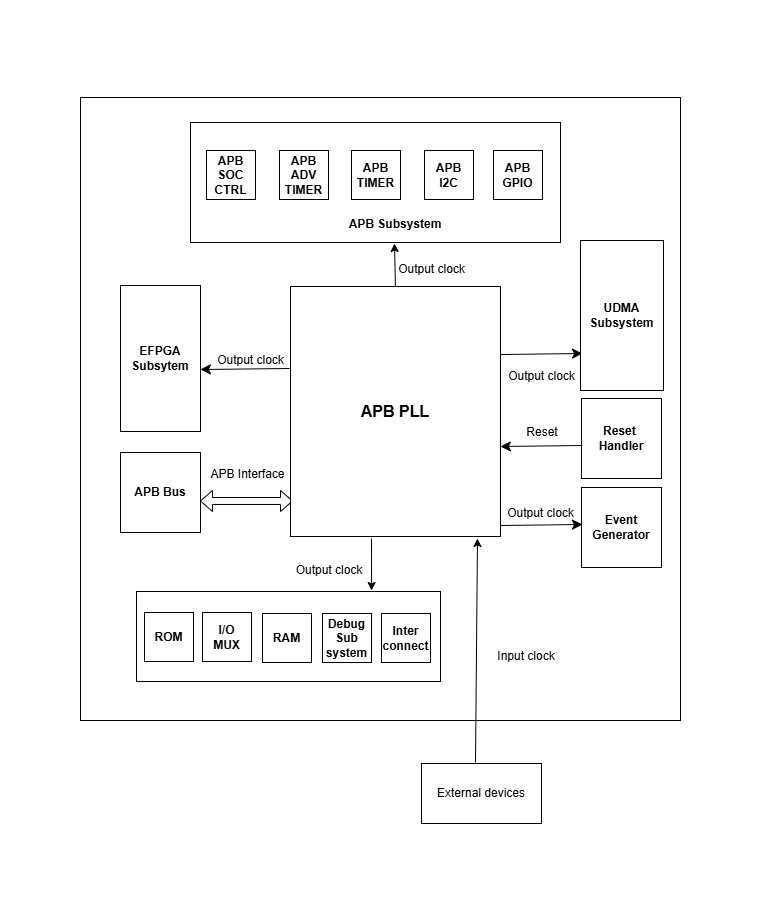 APB
SOC
CTRL
APB
ADV
TIMER
APB
TIMER
APB
I2C
APB
GPIO
APB Subsystem
Output clock
UDMA
Subsystem
EFPGA
Subsytem
Output clock
Output clock
APB PLL
Reset
Reset
Handler
APB Interface
APB Bus
Output clock
Event
Generator
Output clock
ROM
I/O
MUX
RAM
Debug
Sub
system
Inter
connect
Input clock
External devices